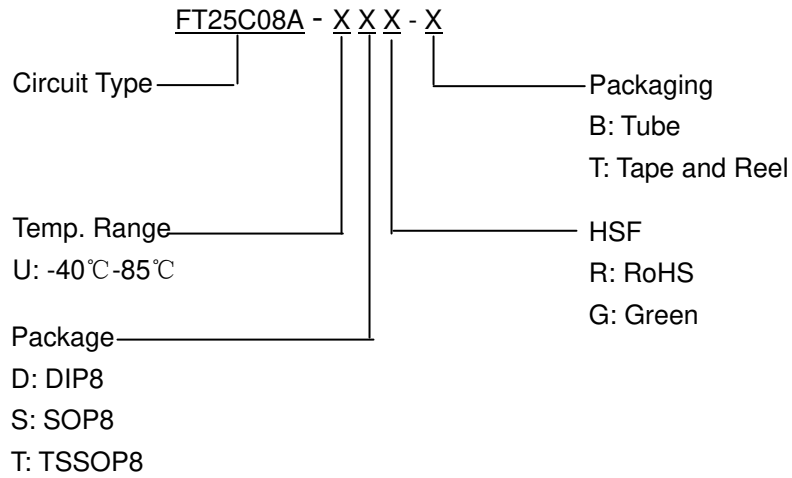 FT25C08A - X X X - X
Circuit Type
Packaging
B: Tube
T: Tape and Reel
Temp. Range
U: -40℃-85℃
HSF
R: RoHS
G: Green
Package
D: DIP8
S: SOP8
T: TSSOP8